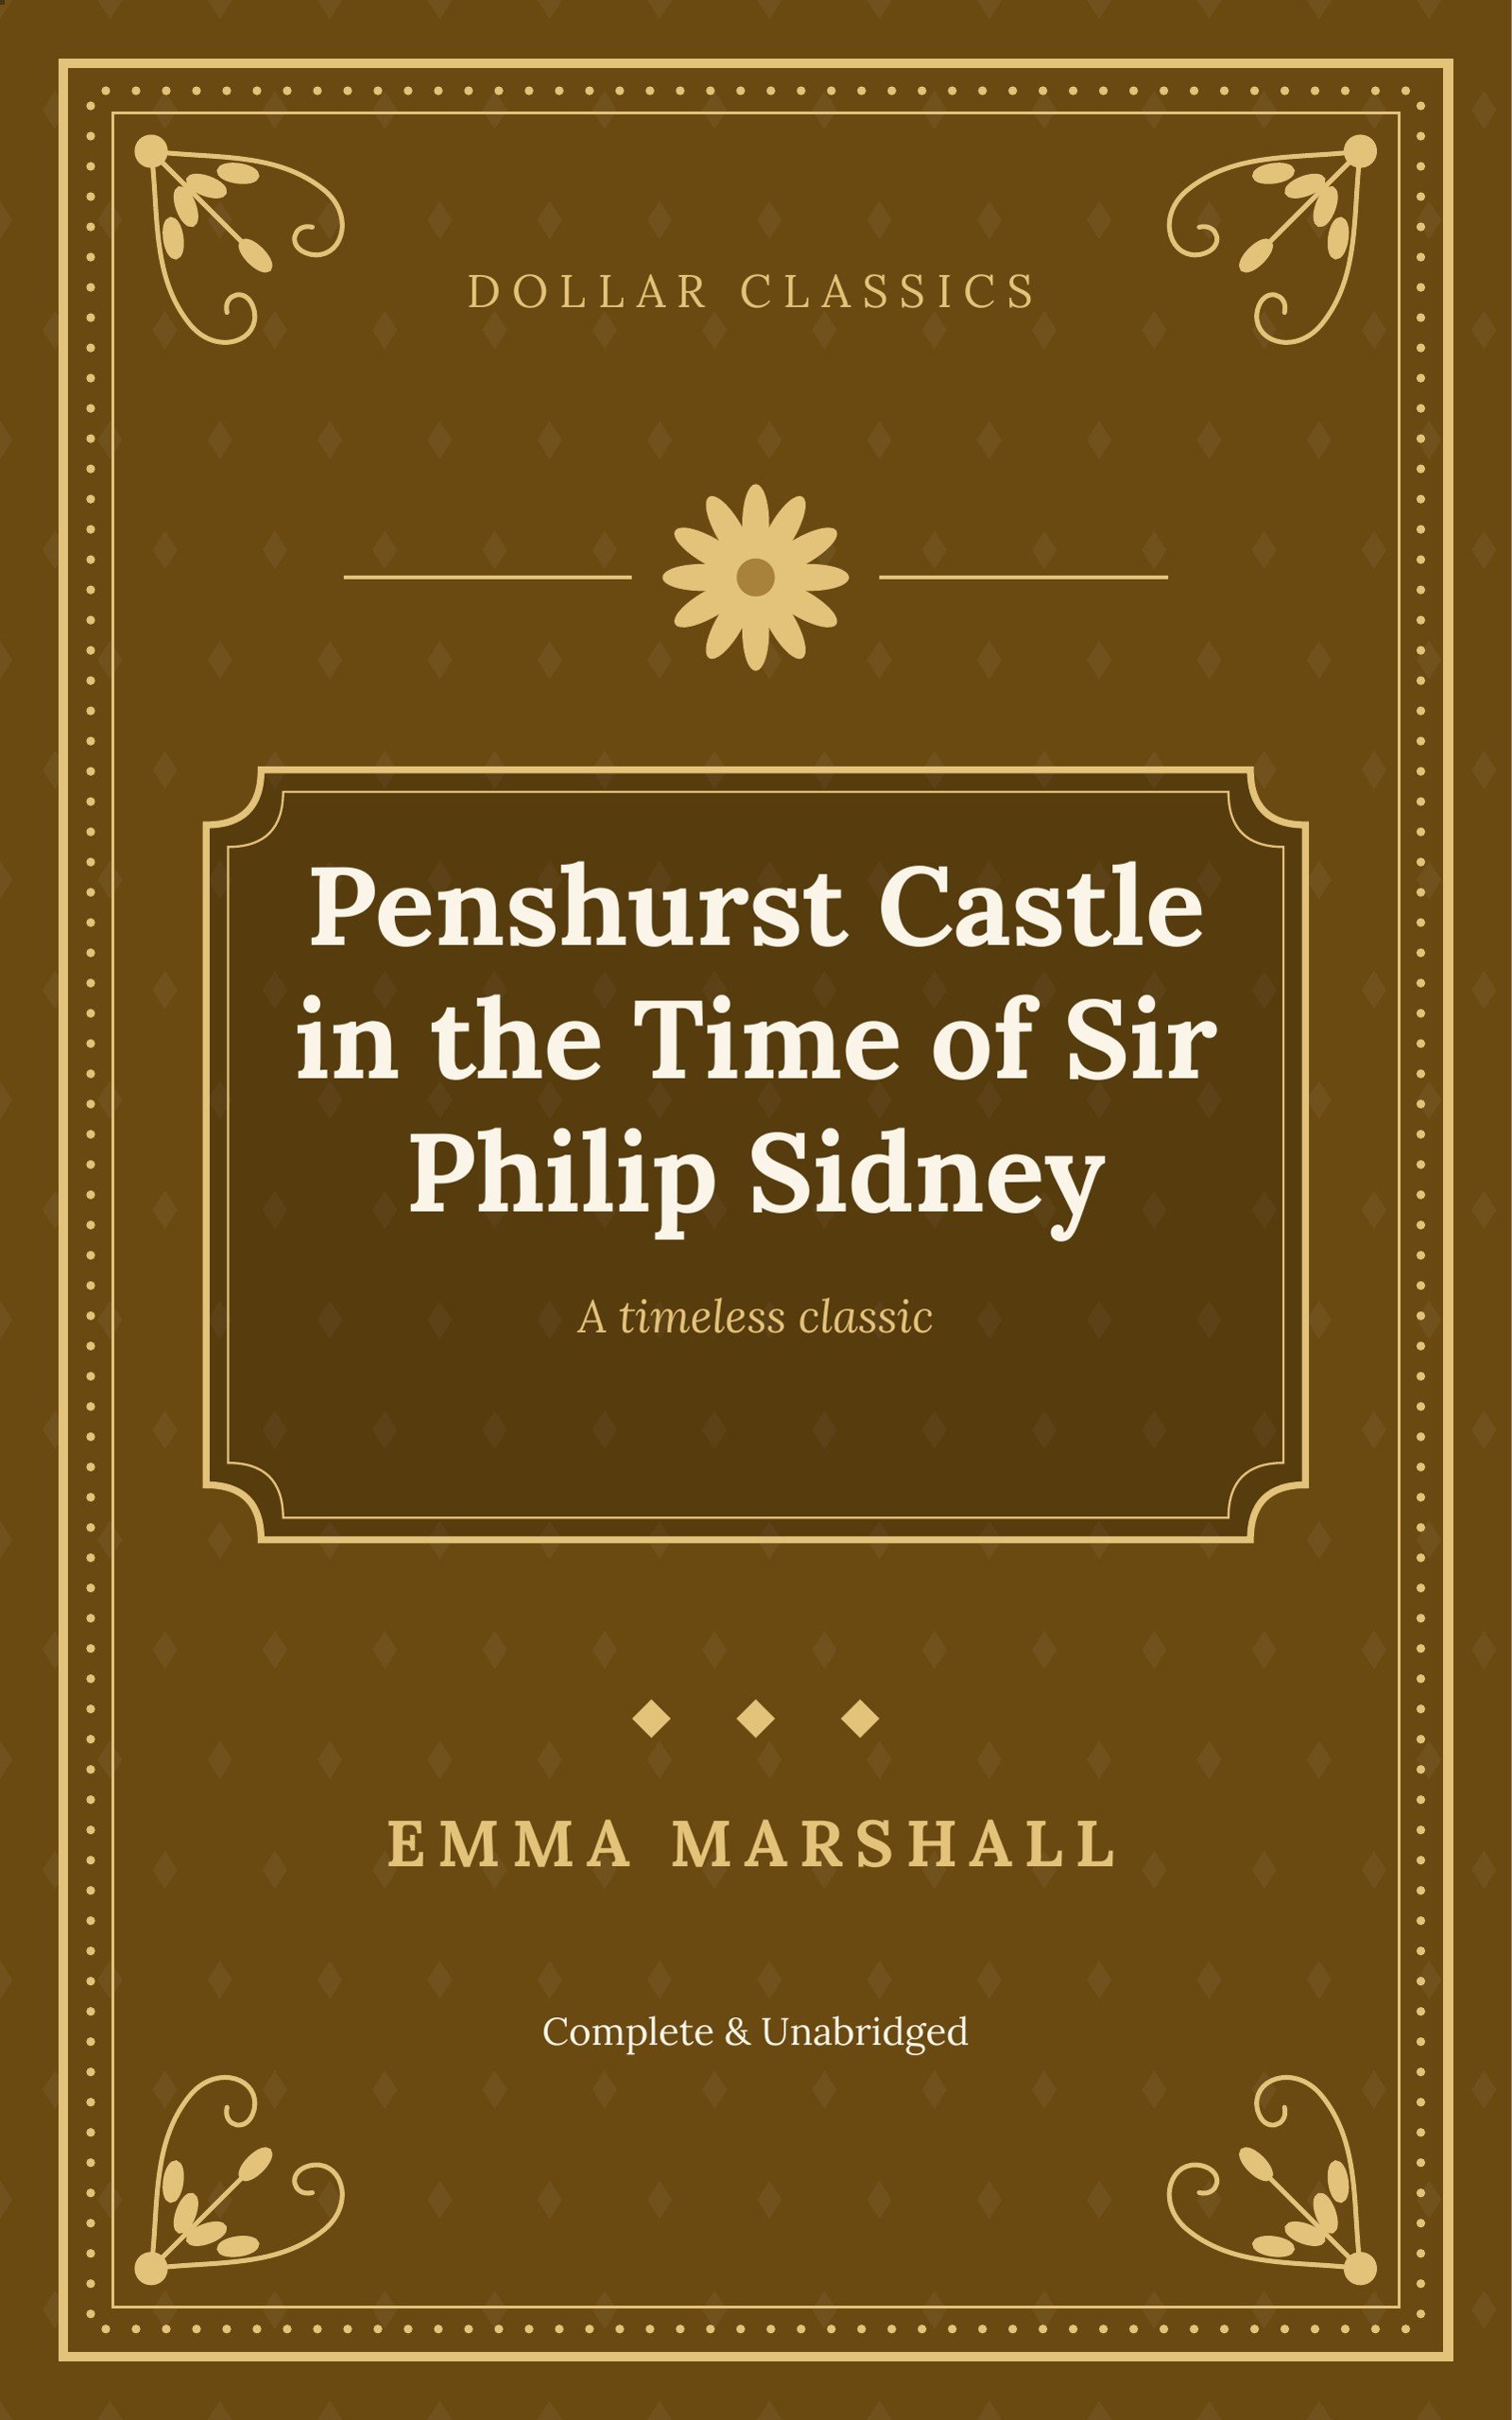 DOLLAR CLASSICS
Penshurst Castle
in the Time of Sir
Philip Sidney
A timeless classic
EMMA MARSHALL
Complete & Unabridged